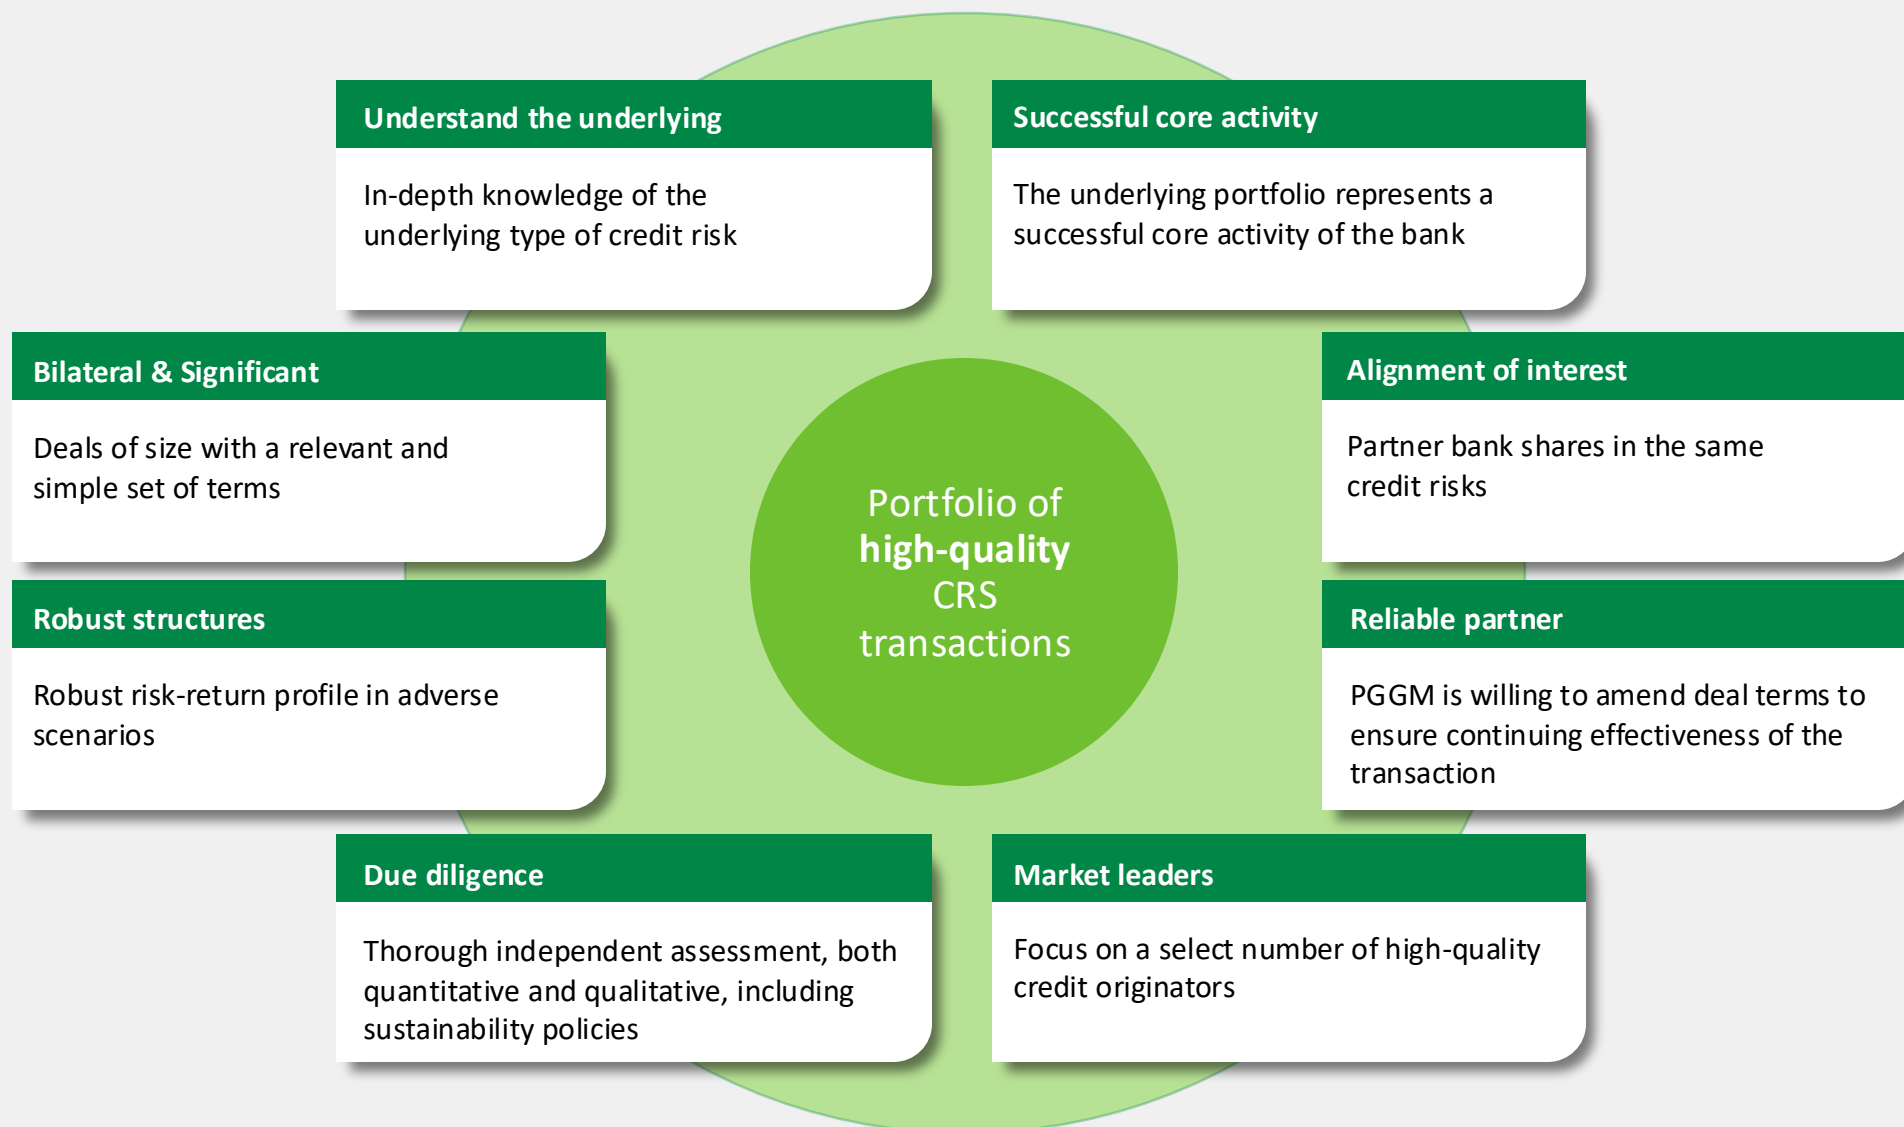 Understand the underlying
In-depth knowledge of the
underlying type of credit risk
Successful core activity
The underlying portfolio represents a
successful core activity of the bank
Bilateral & Significant
Deals of size with a relevant and
simple set of terms
Alignment of interest
Partner bank shares in the same
credit risks
Portfolio of
high-quality
CRS
transactions
Robust structures
Robust risk-return profile in adverse
scenarios
Reliable partner
PGGM is willing to amend deal terms to
ensure continuing effectiveness of the
transaction
Due diligence
Thorough independent assessment, both
quantitative and qualitative, including
sustainability policies
Market leaders
Focus on a select number of high-quality
credit originators